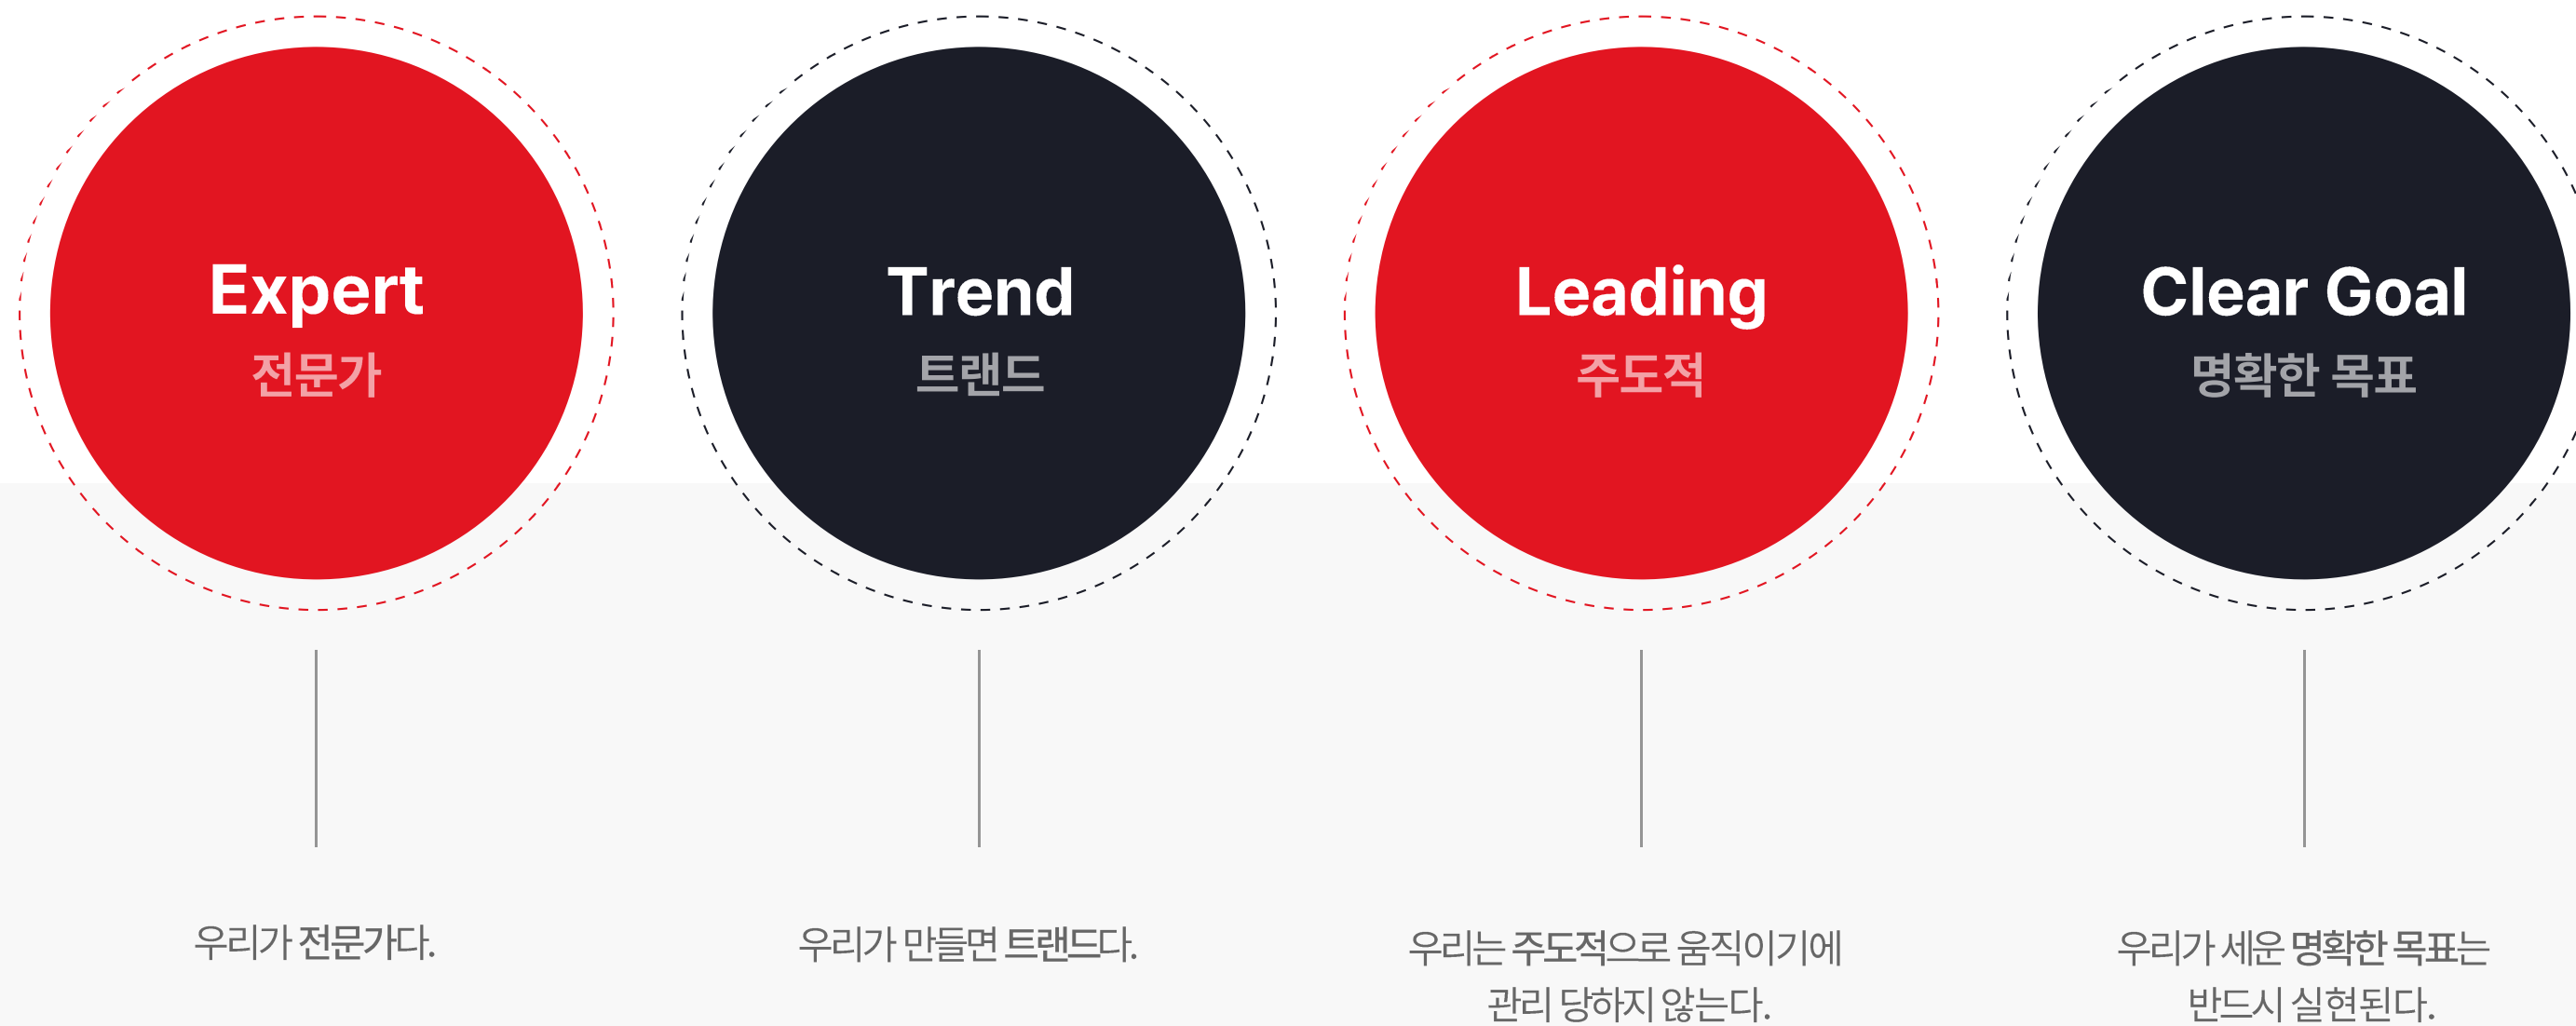 Expert
전문가
우리가 전문가다.
Trend
트랜드
우리가 만들면 트랜드다.
Leading
주도적
우리는 주도적으로 움직이기에
관리 당하지 않는다.
Clear Goal
명확한 목표
우리가 세운 명확한 목표는
반드시 실현된다.